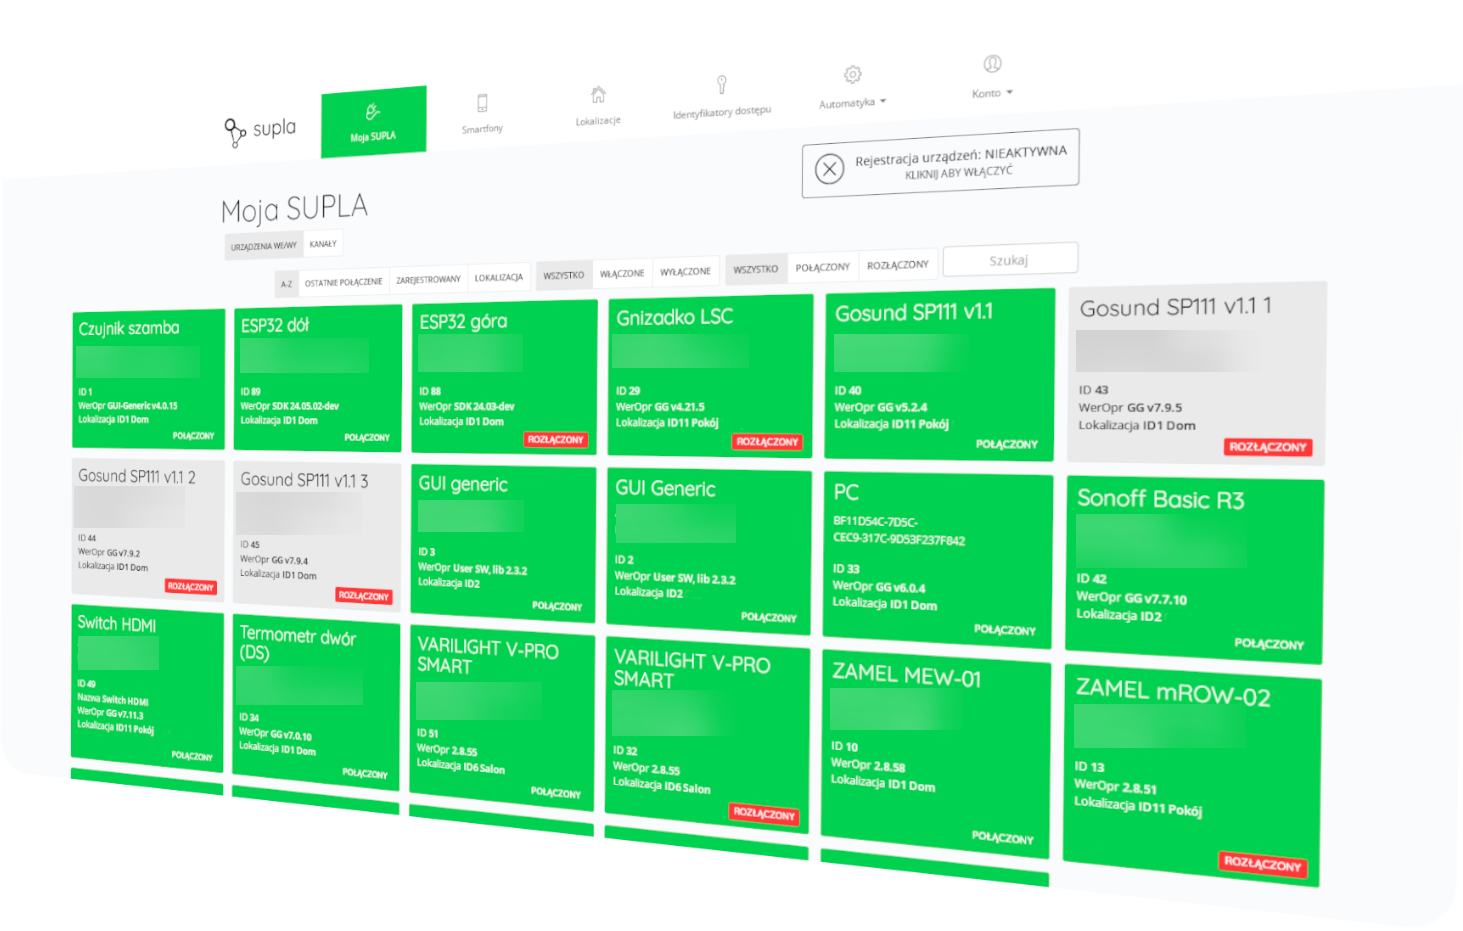 supla
Moja SUPLA
Smartfony
Lokalizacje
Identyfikatory dostępu
Automatyka
Konto
Rejestracja urządzeń: NIEAKTYWNA
KLIKNIJ ABY WŁĄCZYĆ
Moja SUPLA
URZĄDZENIA WE/WY KANAŁY
A-Z OSTATNIE POŁĄCZENIE ZAREJESTROWANY LOKALIZACJA WSZYSTKO WŁĄCZONE WYŁĄCZONE WSZYSTKO POŁĄCZONY ROZŁĄCZONY Szukaj
Czujnik szamba
ID 1
WerOpr GUI-Generic v4.0.15
Lokalizacja ID1 Dom
POŁĄCZONY
ESP32 dół
ID 89
WerOpr SDK 24.05.02-dev
Lokalizacja ID1 Dom
POŁĄCZONY
ESP32 góra
ID 88
WerOpr SDK 24.03-dev
Lokalizacja ID1 Dom
ROZŁĄCZONY
Gnizadko LSC
ID 29
WerOpr GG v4.21.5
Lokalizacja ID11 Pokój
ROZŁĄCZONY
Gosund SP111 v1.1
ID 40
WerOpr GG v5.2.4
Lokalizacja ID11 Pokój
POŁĄCZONY
Gosund SP111 v1.1 1
ID 43
WerOpr GG v7.9.5
Lokalizacja ID1 Dom
ROZŁĄCZONY
Gosund SP111 v1.1 2
ID 44
WerOpr GG v7.9.2
Lokalizacja ID1 Dom
ROZŁĄCZONY
Gosund SP111 v1.1 3
ID 45
WerOpr GG v7.9.4
Lokalizacja ID1 Dom
ROZŁĄCZONY
GUI generic
ID 3
WerOpr User SW, lib 2.3.2
Lokalizacja ID2
POŁĄCZONY
GUI Generic
ID 2
WerOpr User SW, lib 2.3.2
Lokalizacja ID2
POŁĄCZONY
PC
BF11D54C-7D5C-
CEC9-317C-9D53F237F842
ID 33
WerOpr GG v6.0.4
Lokalizacja ID1 Dom
POŁĄCZONY
Sonoff Basic R3
ID 42
WerOpr GG v7.7.10
Lokalizacja ID2
POŁĄCZONY
Switch HDMI
ID 49
Nazwa Switch HDMI
WerOpr GG v7.11.3
Lokalizacja ID11 Pokój
POŁĄCZONY
Termometr dwór
(DS)
ID 34
WerOpr GG v7.0.10
Lokalizacja ID1 Dom
POŁĄCZONY
VARILIGHT V-PRO
SMART
ID 51
WerOpr 2.8.55
Lokalizacja ID6 Salon
POŁĄCZONY
VARILIGHT V-PRO
SMART
ID 32
WerOpr 2.8.55
Lokalizacja ID6 Salon
ROZŁĄCZONY
ZAMEL MEW-01
ID 10
WerOpr 2.8.58
Lokalizacja ID1 Dom
POŁĄCZONY
ZAMEL mROW-02
ID 13
WerOpr 2.8.51
Lokalizacja ID11 Pokój
ROZŁĄCZONY